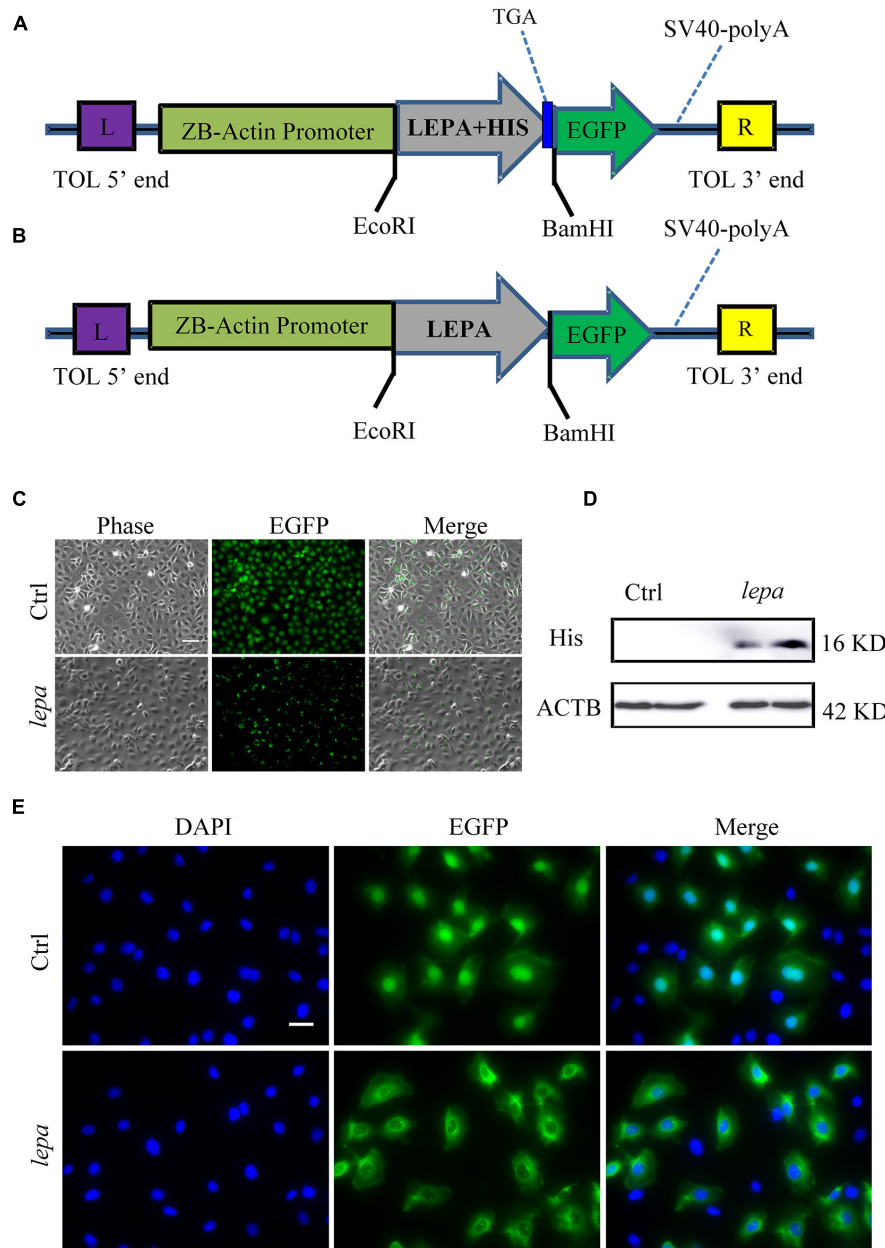 A
TGA
SV40-polyA
L
ZB-Actin Promoter
LEPA+HIS
EGFP
R
TOL 5’ end
TOL 3’ end
EcoRI
BamHI
B
SV40-polyA
L
ZB-Actin Promoter
LEPA
EGFP
R
TOL 5’ end
TOL 3’ end
EcoRI
BamHI
C
Phase
EGFP
Merge
Ctrl
lepa
D
Ctrl
lepa
His
16 KD
ACTB
42 KD
E
DAPI
EGFP
Merge
Ctrl
lepa